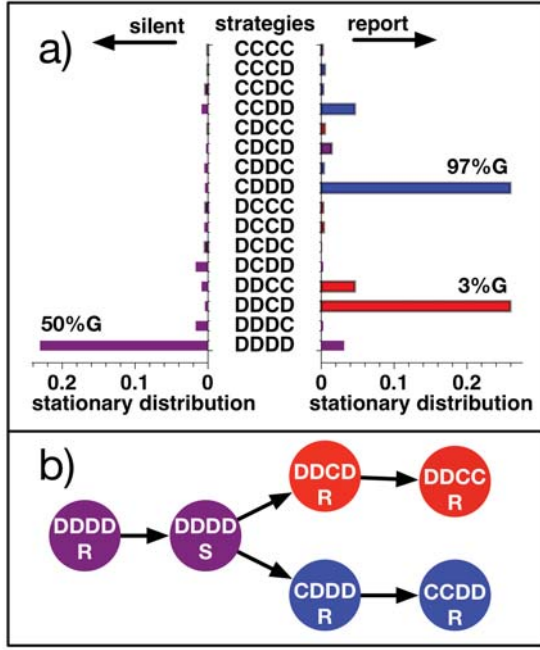 a)
silent strategies report
CCCC
CCCD
CCDC
CCDD
CDCC
CDCD
CDDC
97%G
CDDD
DCCC
DCCD
DCDC
DCDD
DDCC
3%G
DDCD
DDDC
50%G
DDDD
0.2 0.1 0 0 0.1 0.2
stationary distribution stationary distribution
b)
DDCD
R
DDCC
R
DDDD
R
DDDD
S
CDDD
R
CCDD
R